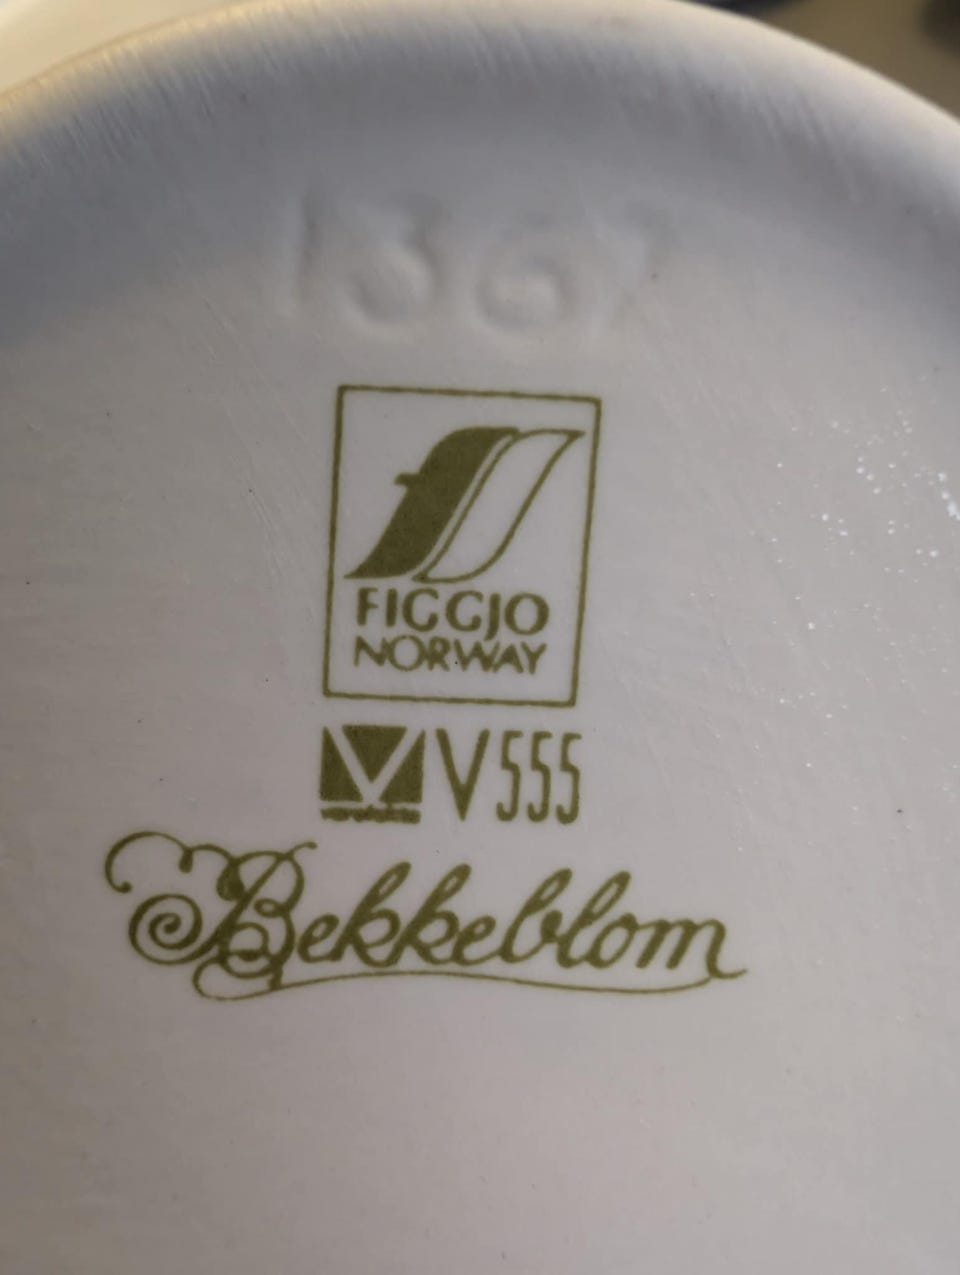 1367
FIGGJO
NORWAY
V V555
Bekkeblom